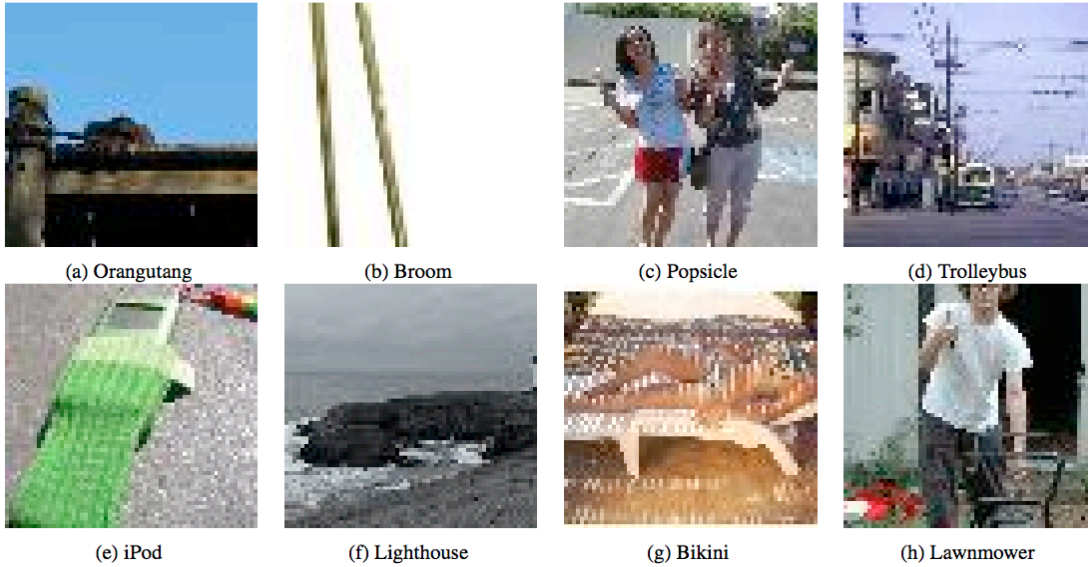 (a) Orangutang
(b) Broom
(c) Popsicle
(d) Trolleybus
(e) iPod
(f) Lighthouse
(g) Bikini
(h) Lawnmower